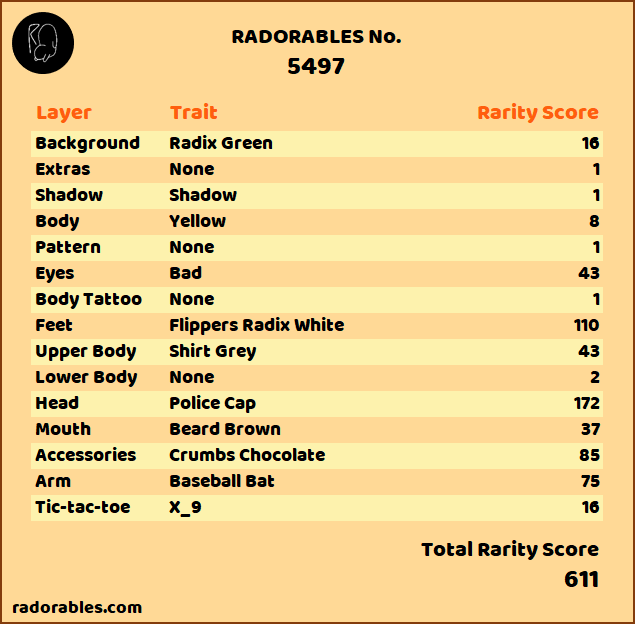 RADORABLES No.
5497
Layer Trait Rarity Score
Background Radix Green 16
Extras None 1
Shadow Shadow 1
Body Yellow 8
Pattern None 1
Eyes Bad 43
Body Tattoo None 1
Feet Flippers Radix White 110
Upper Body Shirt Grey 43
Lower Body None 2
Head Police Cap 172
Mouth Beard Brown 37
Accessories Crumbs Chocolate 85
Arm Baseball Bat 75
Tic-tac-toe X_9 16
Total Rarity Score
611
radorables.com